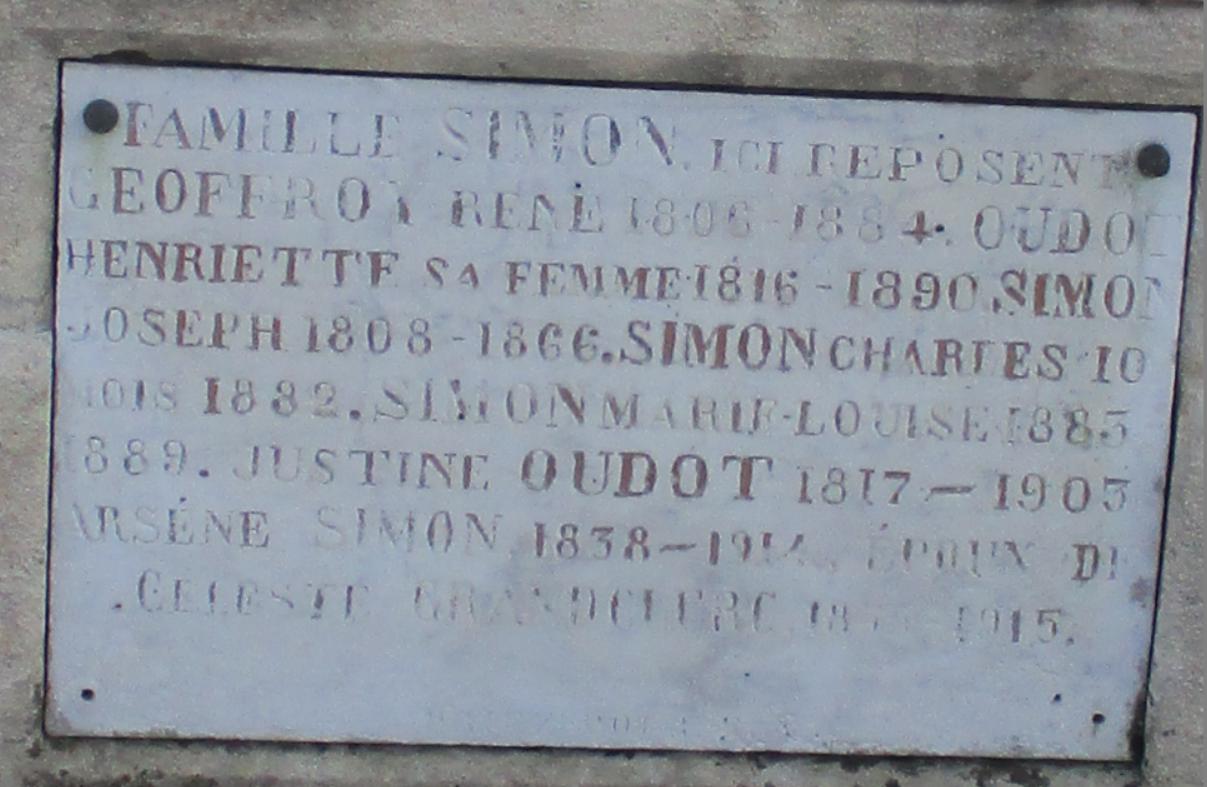 FAMILLE SIMON. ICI REPOSENT
GEOFFROY RENÉ 1806-1884. OUDOT
HENRIETTE SA FEMME 1816-1890. SIMON
JOSEPH 1808-1866. SIMON CHARLES 10
MOIS 1882. SIMON MARIE-LOUISE 1885
1889. JUSTINE OUDOT 1817-1905
ARSÉNE SIMON 1838-1914. ÉPOUX DE
CELESTE GRANDCLERC 1915.